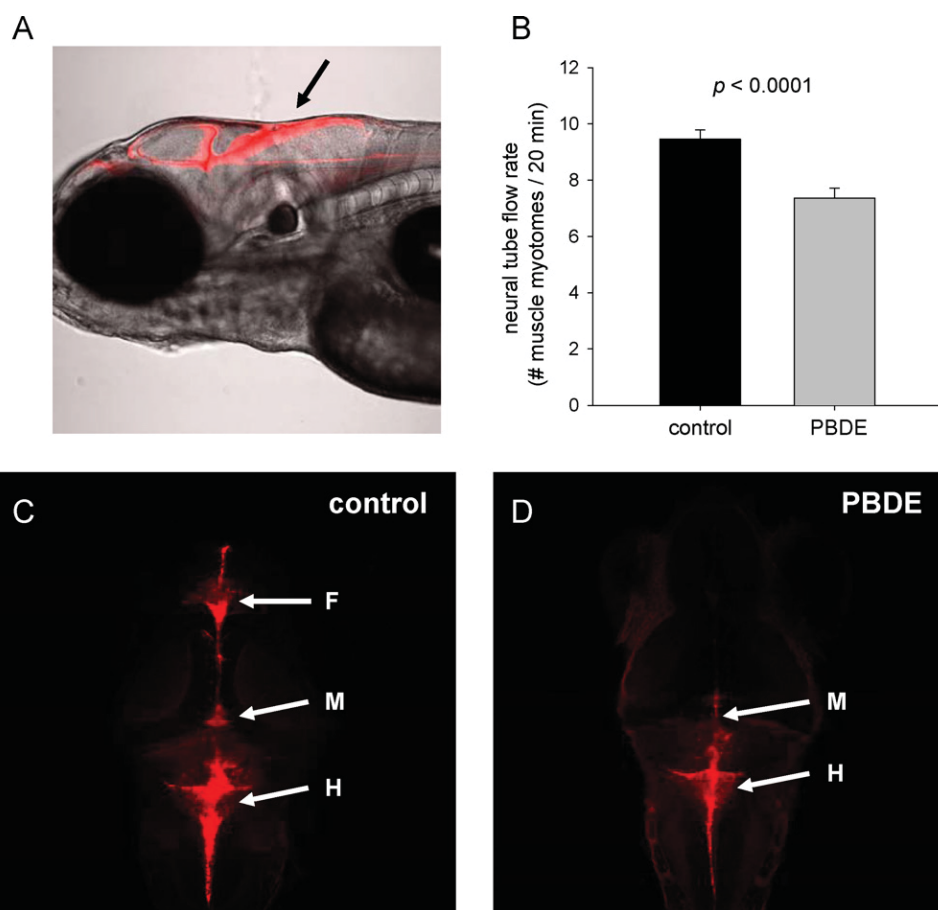 A
B
12
10
8
6
4
2
0
neural tube flow rate
(# muscle myotomes / 20 min)
p < 0.0001
control
PBDE
C
control
F
M
H
D
PBDE
M
H